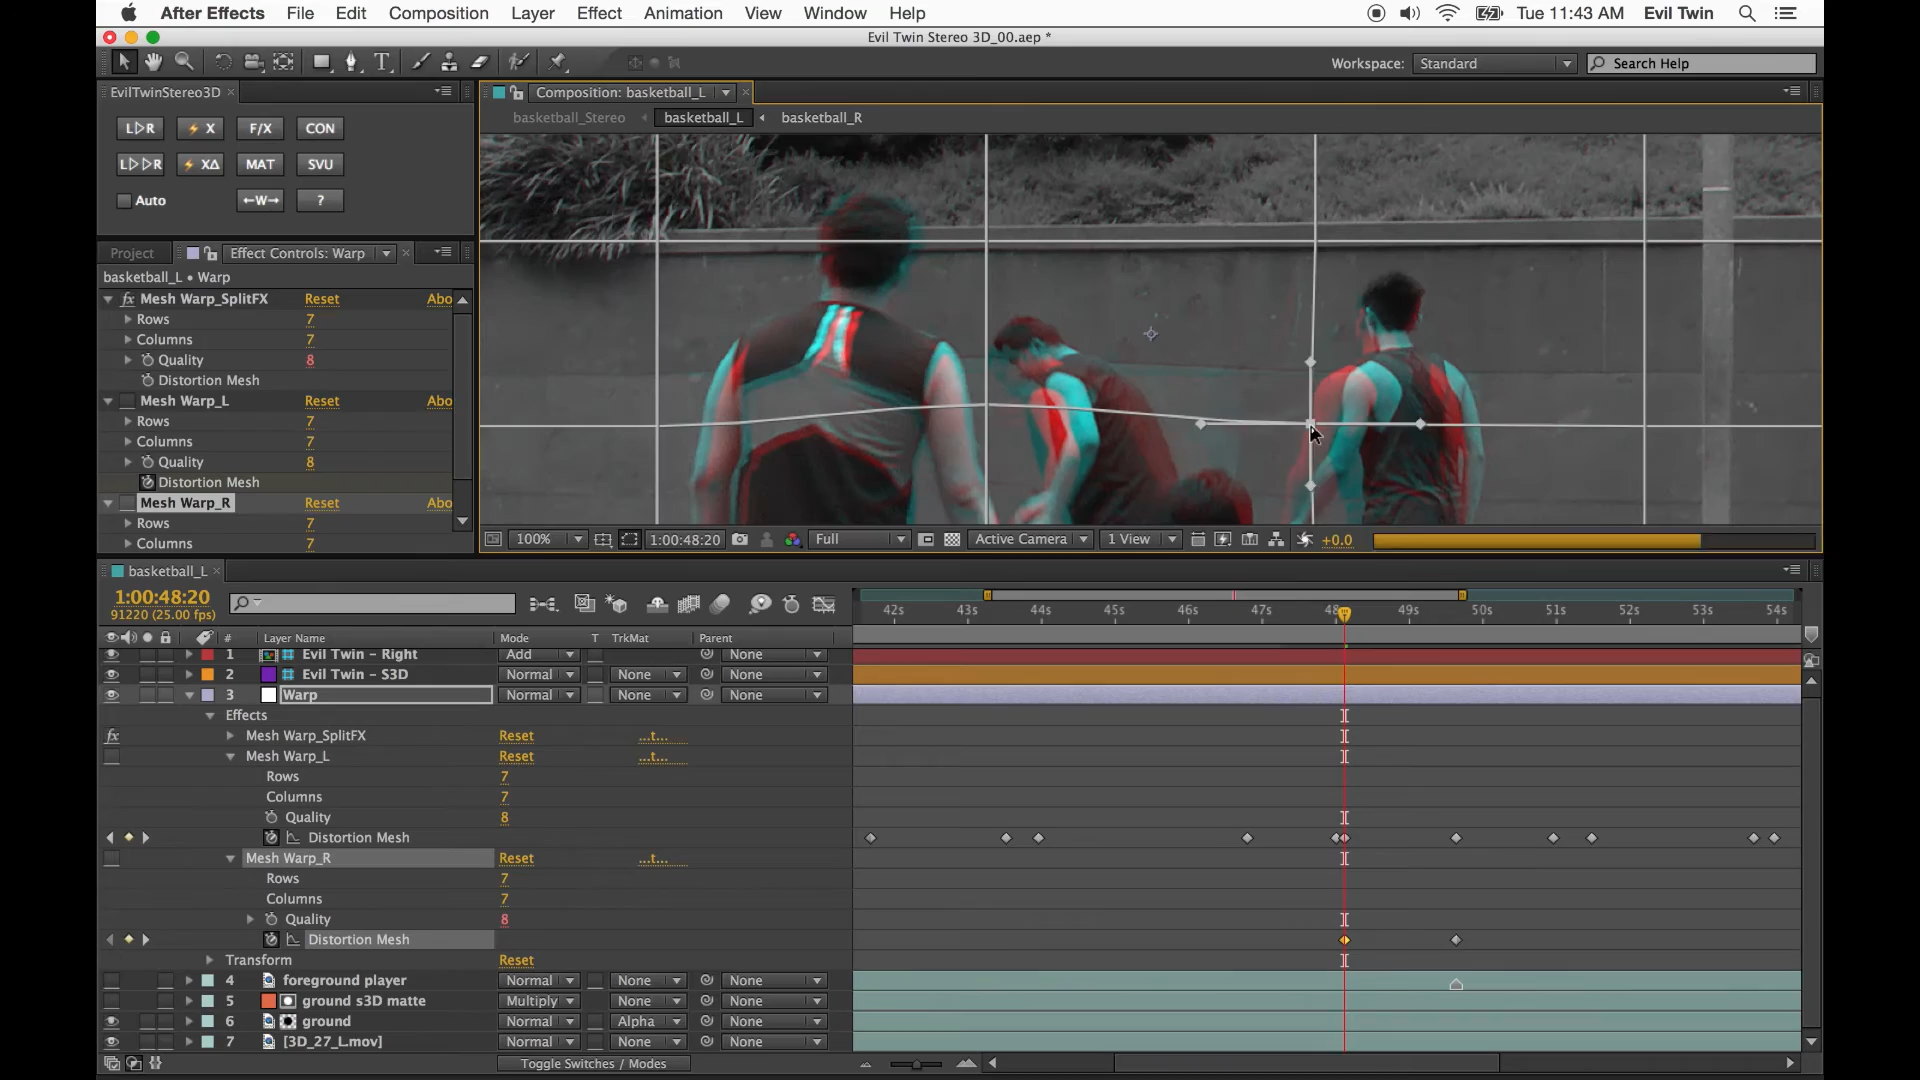 After Effects File Edit Composition Layer Effect Animation View Window Help Tue 11:43 AM Evil Twin
Evil Twin Stereo 3D_00.aep *
T Workspace: Standard Search Help
EvilTwinStereo3D
Composition: basketball_L
basketball_Stereo basketball_L basketball_R
L▷R ⚡ X F/X CON
L▷▷R ⚡ XΔ MAT SVU
Auto ←W→ ?
Project Effect Controls: Warp
basketball_L • Warp
fx Mesh Warp_SplitFX Reset Abo
Rows 7
Columns 7
Quality 8
Distortion Mesh
Mesh Warp_L Reset Abo
Rows 7
Columns 7
Quality 8
Distortion Mesh
Mesh Warp_R Reset Abo
Rows 7
Columns 7
100% 1:00:48:20 Full Active Camera 1 View +0.0
basketball_L
1:00:48:20
91220 (25.00 fps)
42s 43s 44s 45s 46s 47s 48s 49s 50s 51s 52s 53s 54s
# Layer Name Mode T TrkMat Parent
1 Evil Twin - Right Add None
2 Evil Twin - S3D Normal None None
3 Warp Normal None None
Effects
fx Mesh Warp_SplitFX Reset ...t...
Mesh Warp_L Reset ...t...
Rows 7
Columns 7
Quality 8
Distortion Mesh
Mesh Warp_R Reset ...t...
Rows 7
Columns 7
Quality 8
Distortion Mesh
Transform Reset
4 foreground player Normal None None
5 ground s3D matte Multiply None None
6 ground Normal Alpha None
7 [3D_27_L.mov] Normal None None
Toggle Switches / Modes